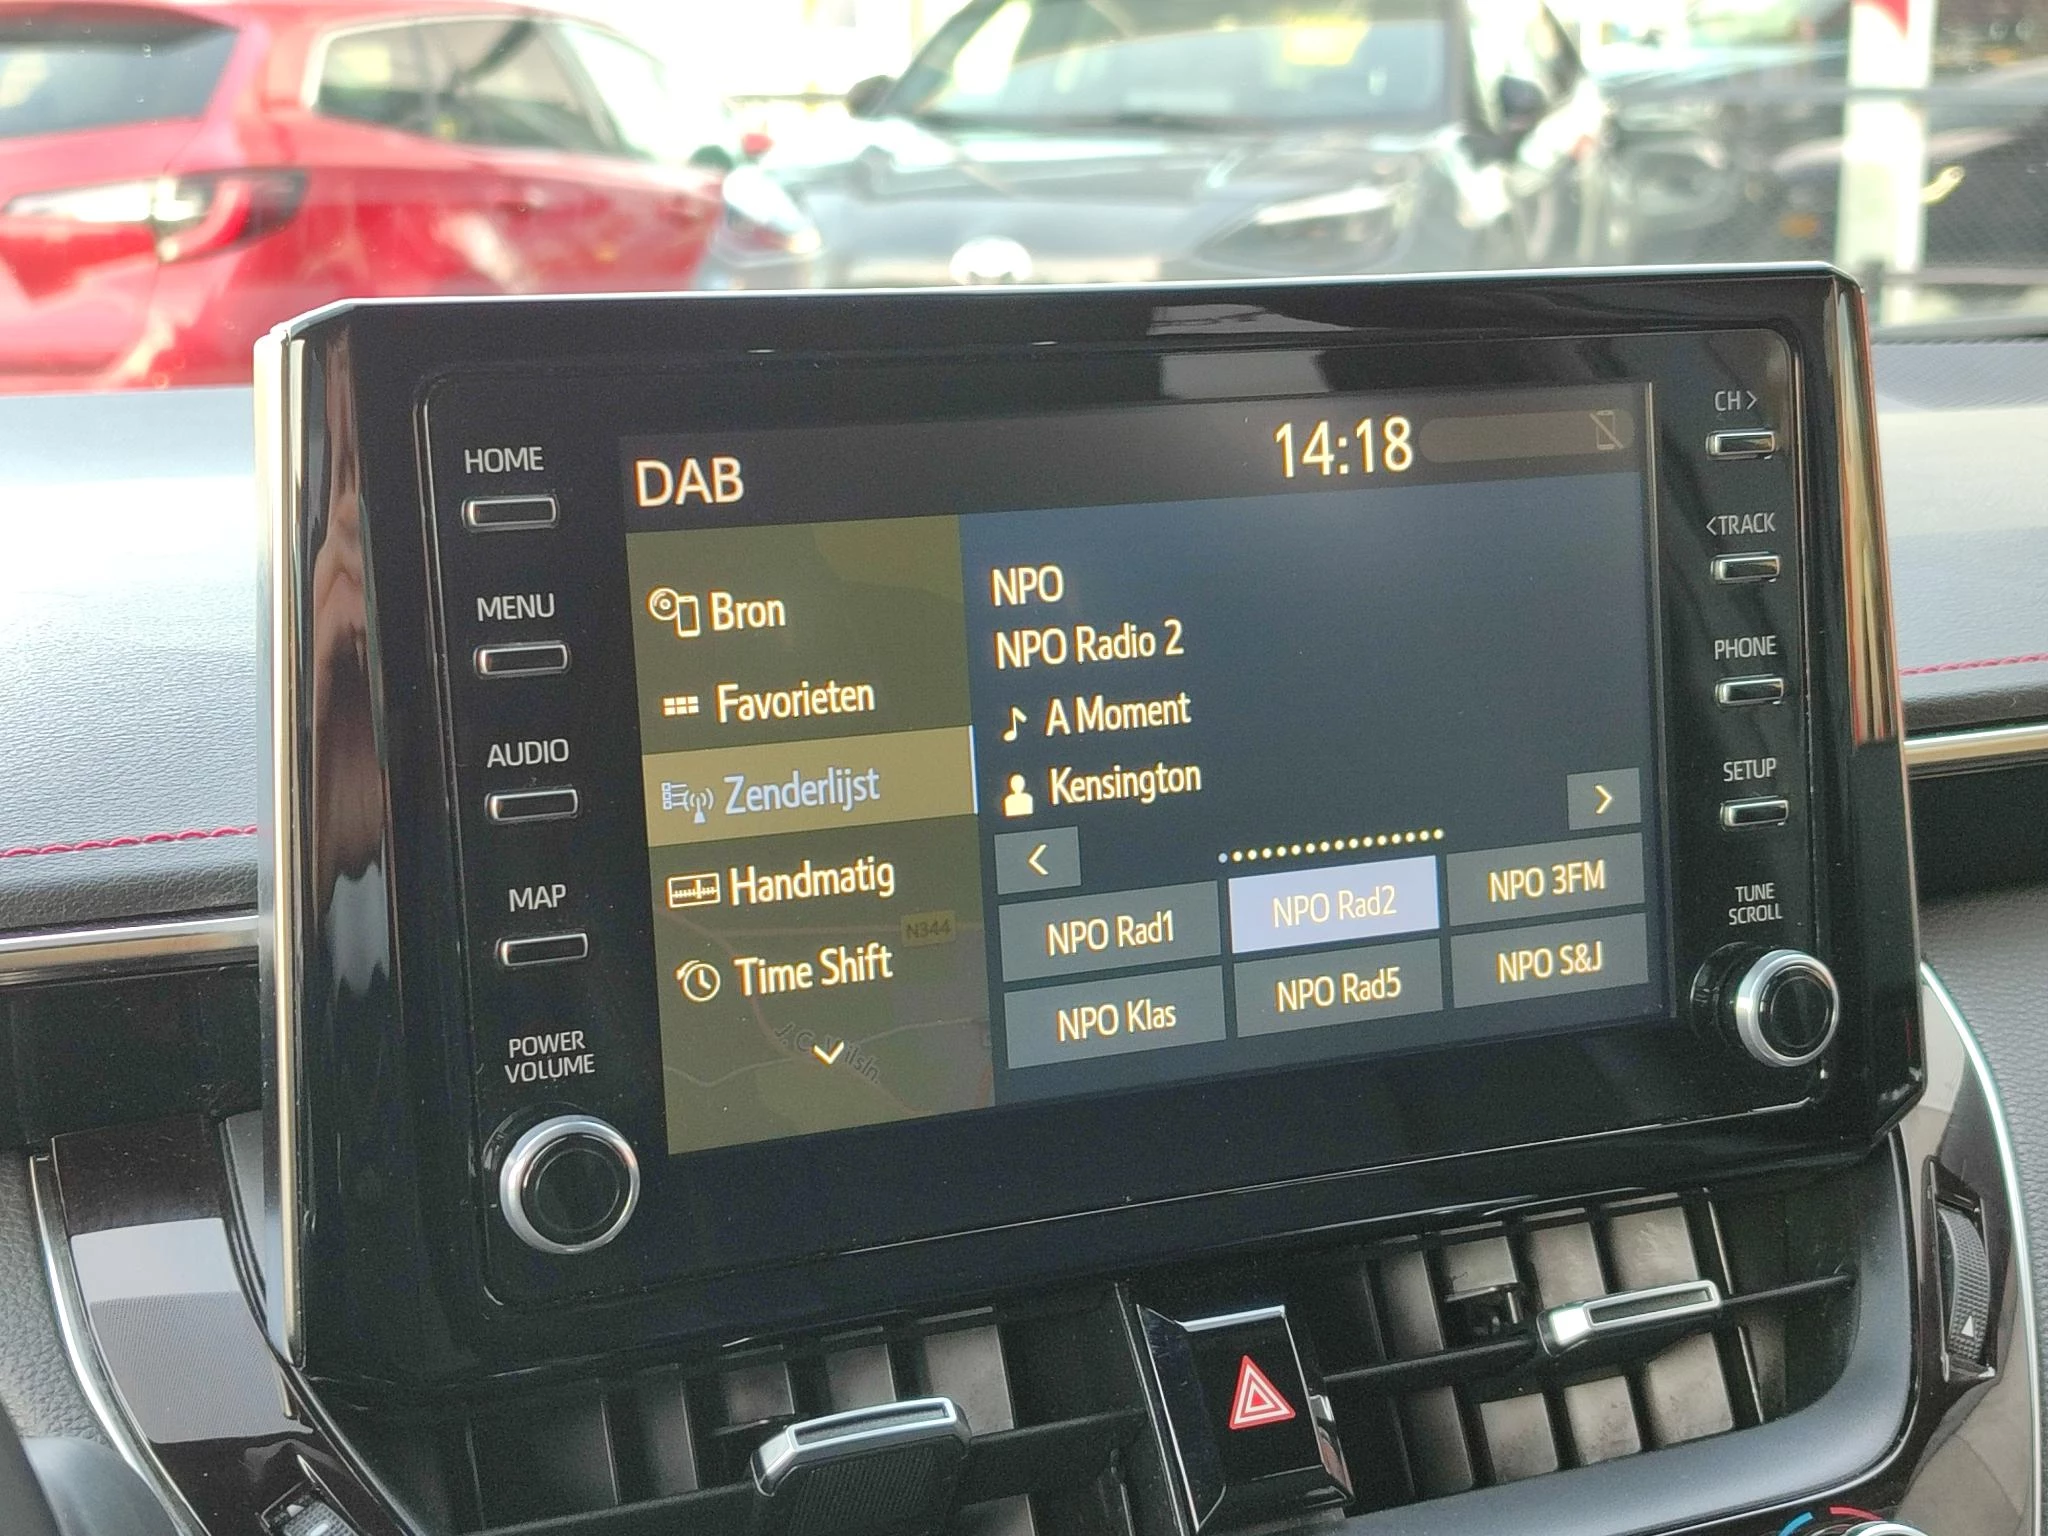 HOME
MENU
AUDIO
MAP
POWER
VOLUME
DAB
14:18
Bron
Favorieten
Zenderlijst
Handmatig
Time Shift
N344
NPO
NPO Radio 2
A Moment
Kensington
<
>
NPO Rad1
NPO Rad2
NPO 3FM
NPO Klas
NPO Rad5
NPO S&J
CH>
<TRACK
PHONE
SETUP
TUNE
SCROLL